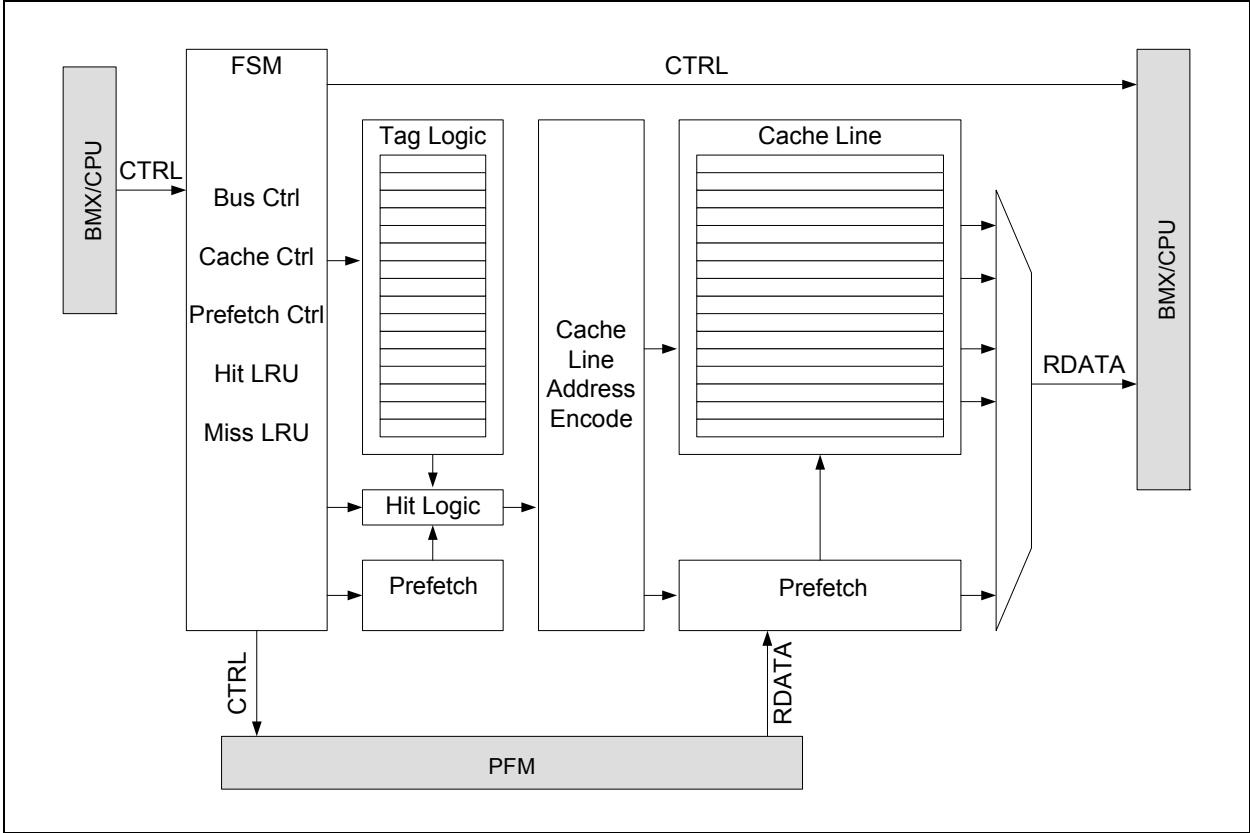 FSM
CTRL
BMX/CPU
CTRL
Bus Ctrl
Cache Ctrl
Prefetch Ctrl
Hit LRU
Miss LRU
Tag Logic
Hit Logic
Prefetch
Cache
Line
Address
Encode
Cache Line
Prefetch
RDATA
BMX/CPU
CTRL
RDATA
PFM